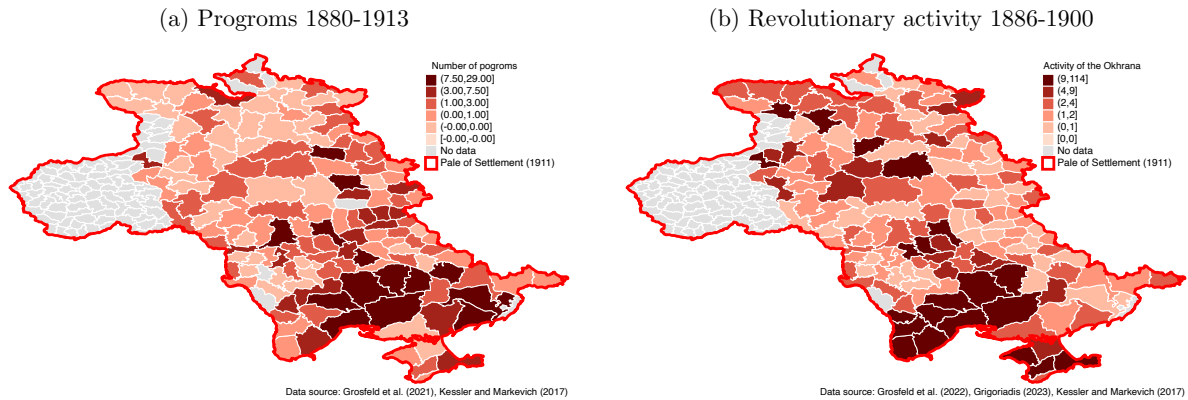 (a) Progroms 1880-1913
Number of pogroms
(7.50,29.00]
(3.00,7.50]
(1.00,3.00]
(0.00,1.00]
(-0.00,0.00]
[-0.00,-0.00]
No data
Pale of Settlement (1911)
Data source: Grosfeld et al. (2021), Kessler and Markevich (2017)
(b) Revolutionary activity 1886-1900
Activity of the Okhrana
(9,114]
(4,9]
(2,4]
(1,2]
(0,1]
[0,0]
No data
Pale of Settlement (1911)
Data source: Grosfeld et al. (2022), Grigoriadis (2023), Kessler and Markevich (2017)